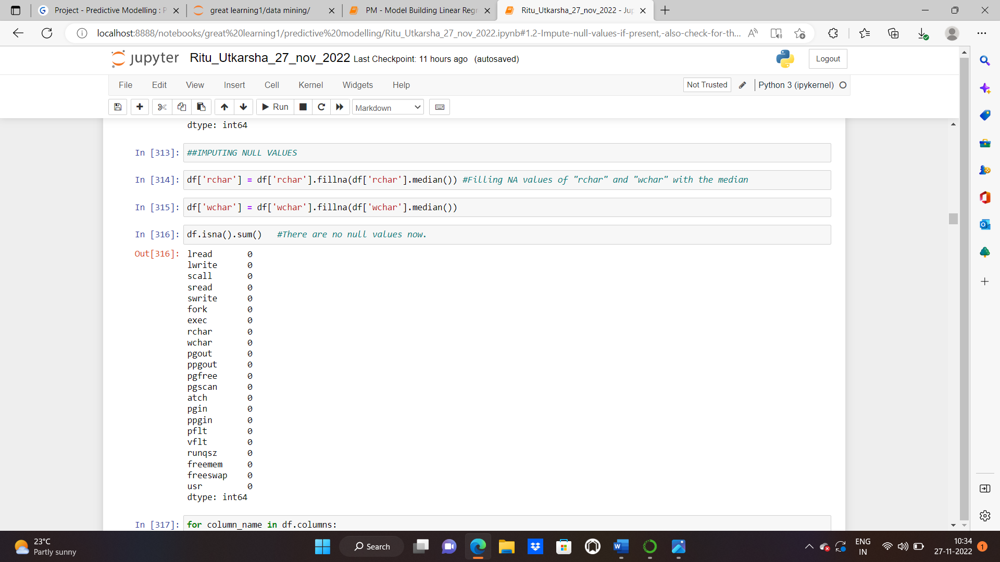 Project - Predictive Modelling : P
great learning1/data mining/
PM - Model Building Linear Regr
Ritu_Utkarsha_27_nov_2022 - Jup
localhost:8888/notebooks/great%20learning1/predictive%20modelling/Ritu_Utkarsha_27_nov_2022.ipynb#1.2-Impute-null-values-if-present,-also-check-for-th...
jupyter Ritu_Utkarsha_27_nov_2022 Last Checkpoint: 11 hours ago (autosaved)
Logout
File Edit View Insert Cell Kernel Widgets Help
Not Trusted Python 3 (ipykernel)
Run Markdown
dtype: int64
In [313]: ##IMPUTING NULL VALUES
In [314]: df['rchar'] = df['rchar'].fillna(df['rchar'].median()) #Filling NA values of "rchar" and "wchar" with the median
In [315]: df['wchar'] = df['wchar'].fillna(df['wchar'].median())
In [316]: df.isna().sum() #There are no null values now.
Out[316]: lread 0
lwrite 0
scall 0
sread 0
swrite 0
fork 0
exec 0
rchar 0
wchar 0
pgout 0
ppgout 0
pgfree 0
pgscan 0
atch 0
pgin 0
ppgin 0
pflt 0
vflt 0
runqsz 0
freemem 0
freeswap 0
usr 0
dtype: int64
In [317]: for column_name in df.columns:
23°C
Partly sunny
Search
ENG
IN
10:34
27-11-2022
1